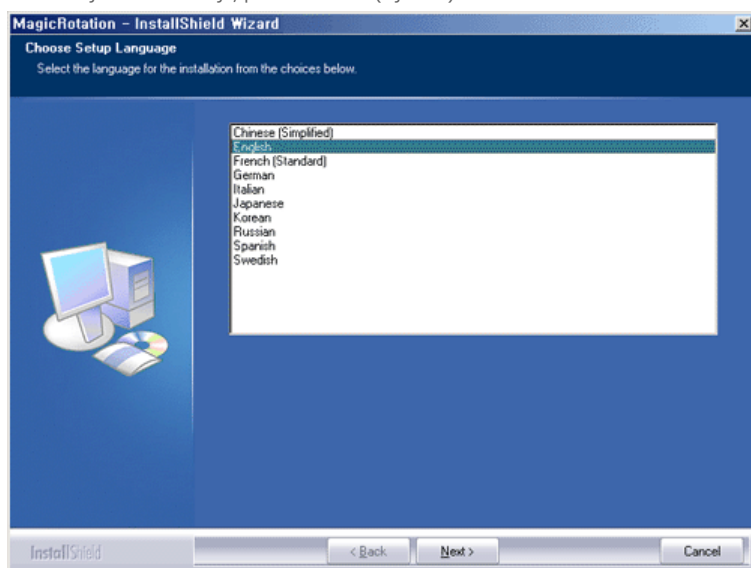 MagicRotation – InstallShield Wizard
Choose Setup Language
Select the language for the installation from the choices below.
Chinese (Simplified)
English
French (Standard)
German
Italian
Japanese
Korean
Russian
Spanish
Swedish
InstallShield
< Back
Next >
Cancel